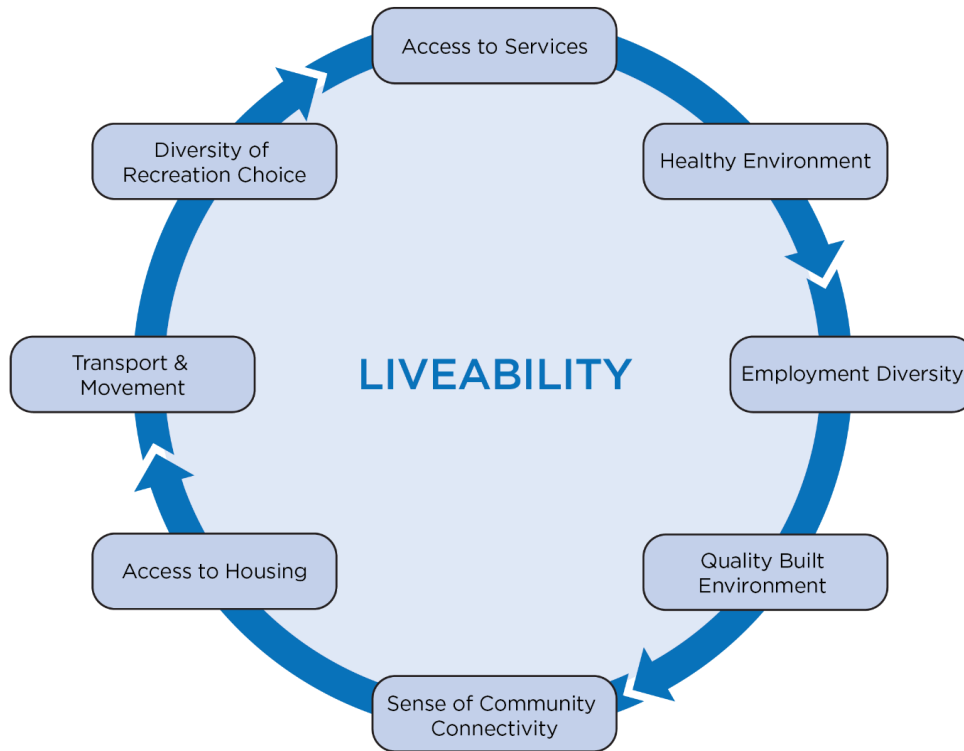 Access to Services
Diversity of
Recreation Choice
Healthy Environment
Transport &
Movement
LIVEABILITY
Employment Diversity
Access to Housing
Quality Built
Environment
Sense of Community
Connectivity